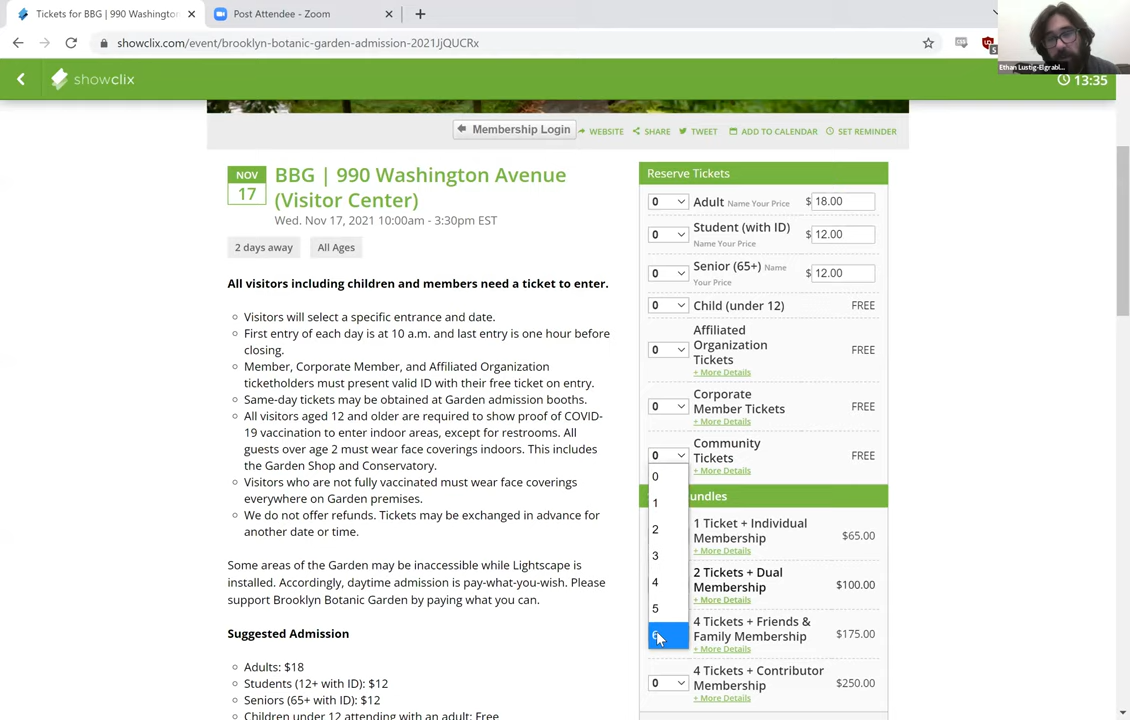 Tickets for BBG | 990 Washington
Post Attendee - Zoom
showclix.com/event/brooklyn-botanic-garden-admission-2021JjQUCRx
Ethan Lustig-Elgrabl...
showclix
13:35
Membership Login
WEBSITE
SHARE
TWEET
ADD TO CALENDAR
SET REMINDER
NOV
17
BBG | 990 Washington Avenue
(Visitor Center)
Wed. Nov 17, 2021 10:00am - 3:30pm EST
2 days away
All Ages
All visitors including children and members need a ticket to enter.
Visitors will select a specific entrance and date.
First entry of each day is at 10 a.m. and last entry is one hour before
closing.
Member, Corporate Member, and Affiliated Organization
ticketholders must present valid ID with their free ticket on entry.
Same-day tickets may be obtained at Garden admission booths.
All visitors aged 12 and older are required to show proof of COVID-
19 vaccination to enter indoor areas, except for restrooms. All
guests over age 2 must wear face coverings indoors. This includes
the Garden Shop and Conservatory.
Visitors who are not fully vaccinated must wear face coverings
everywhere on Garden premises.
We do not offer refunds. Tickets may be exchanged in advance for
another date or time.
Some areas of the Garden may be inaccessible while Lightscape is
installed. Accordingly, daytime admission is pay-what-you-wish. Please
support Brooklyn Botanic Garden by paying what you can.
Suggested Admission
Adults: $18
Students (12+ with ID): $12
Seniors (65+ with ID): $12
Children under 12 attending with an adult: Free
Reserve Tickets
0 Adult Name Your Price $ 18.00
0 Student (with ID) $ 12.00
Name Your Price
0 Senior (65+) Name $ 12.00
Your Price
0 Child (under 12) FREE
Affiliated
0 Organization FREE
Tickets
+ More Details
Corporate
0 Member Tickets FREE
+ More Details
Community
0 Tickets FREE
+ More Details
0
1
2
3
4
5
6
1 Ticket + Individual
Membership $65.00
+ More Details
2 Tickets + Dual
Membership $100.00
+ More Details
4 Tickets + Friends &
Family Membership $175.00
+ More Details
4 Tickets + Contributor
0 Membership $250.00
+ More Details